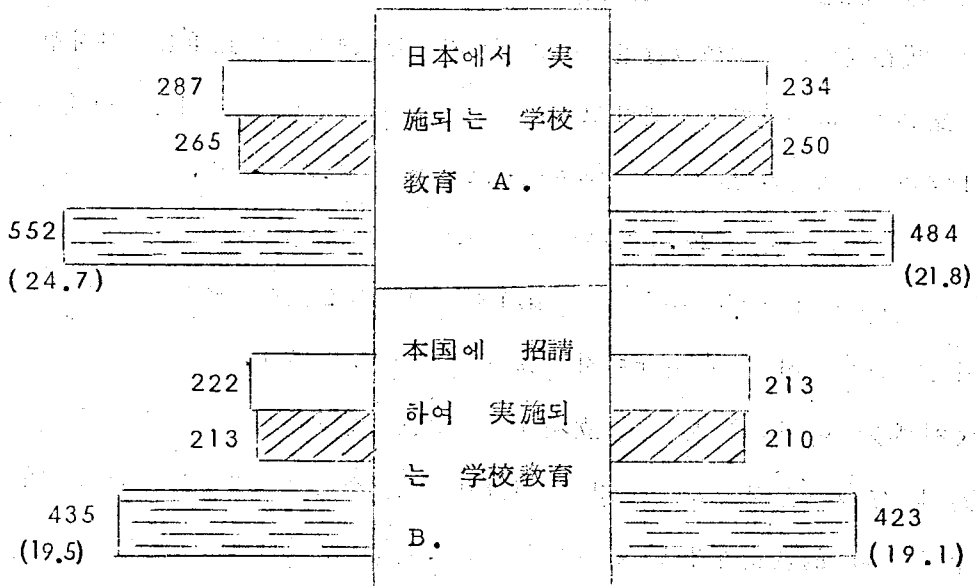 日本에서 実
施되는 学校
教育 A.
287
234
265
250
552
(24.7)
484
(21.8)
本国에 招請
하여 実施되
는 学校教育
B.
222
213
213
210
435
(19.5)
423
(19.1)